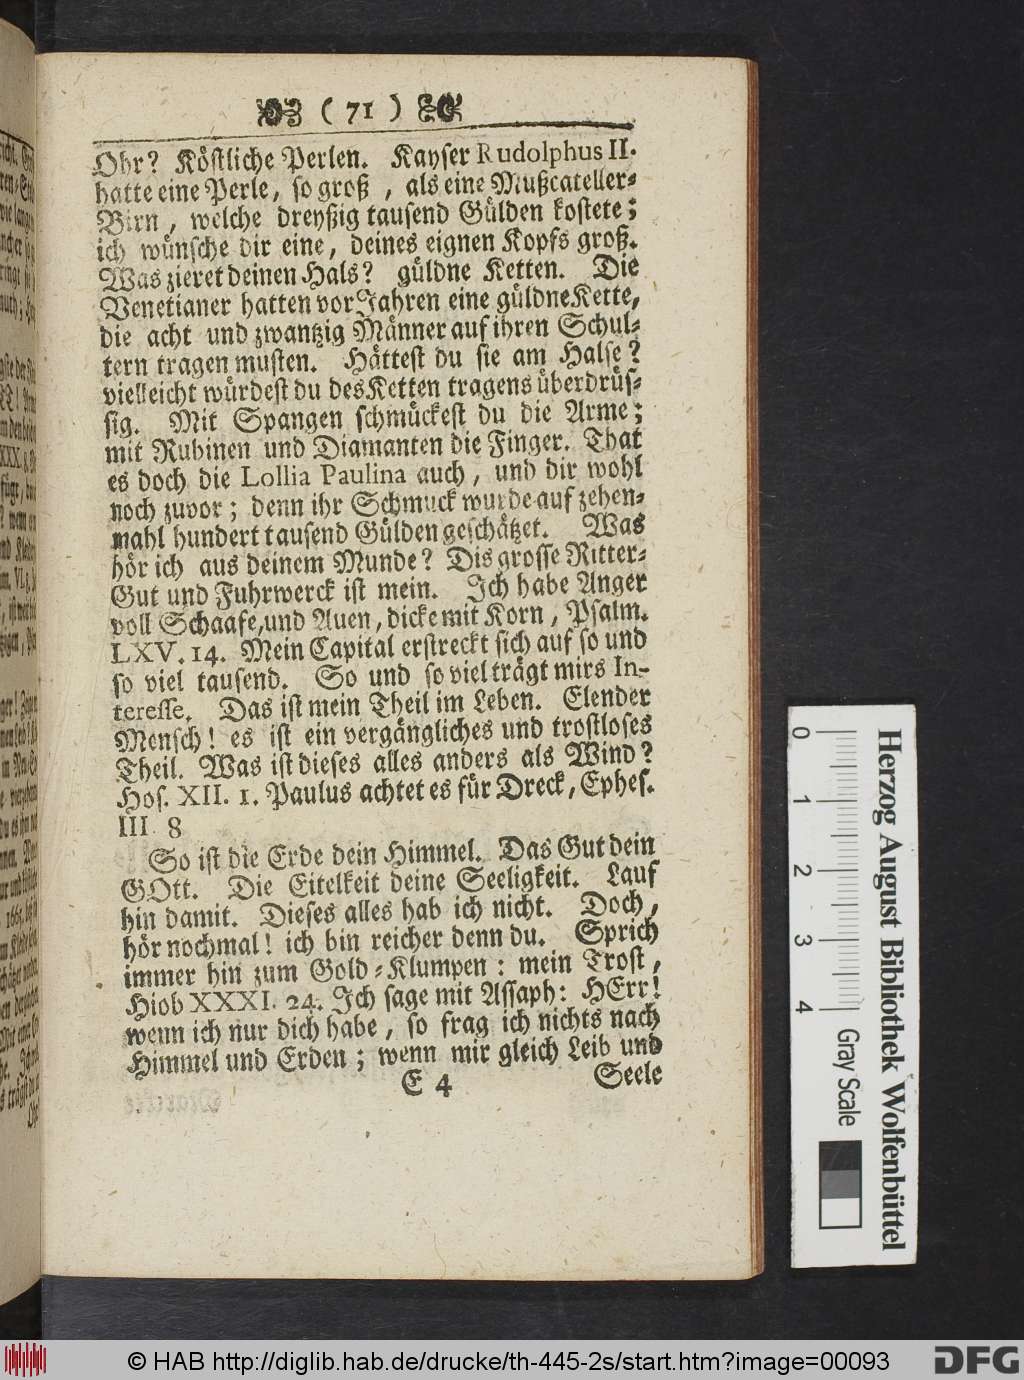 ( 71 )
Ohr? Köstliche Perlen. Kayser Rudolphus II.
hatte eine Perle, so groß, als eine Mußcateller-
Birn, welche dreyßig tausend Gülden kostete;
ich wünsche dir eine, deines eignen Kopfs groß.
Was zieret deinen Hals? güldne Ketten. Die
Venetianer hatten vor Jahren eine güldne Kette,
die acht und zwantzig Männer auf ihren Schul-
tern tragen musten. Hättest du sie am Halse?
vielleicht würdest du des Ketten tragens überdrüs-
sig. Mit Spangen schmückest du die Arme;
mit Rubinen und Diamanten die Finger. That
es doch die Lollia Paulina auch, und dir wohl
noch zuvor; denn ihr Schmuck wurde auf zehen-
mahl hundert tausend Gülden geschätzet. Was
hör ich aus deinem Munde? Dis grosse Ritter-
Gut und Fuhrwerck ist mein. Ich habe Anger
voll Schaafe, und Auen, dicke mit Korn, Psalm.
LXV. 14. Mein Capital erstreckt sich auf so und
so viel tausend. So und so viel trägt mirs In-
teresse. Das ist mein Theil im Leben. Elender
Mensch! es ist ein vergängliches und trostloses
Theil. Was ist dieses alles anders als Wind?
Hos. XII. 1. Paulus achtet es für Dreck, Ephes.
III 8
So ist die Erde dein Himmel. Das Gut dein
GOtt. Die Eitelkeit deine Seeligkeit. Lauf
hin damit. Dieses alles hab ich nicht. Doch,
hör nochmal! ich bin reicher denn du. Sprich
immer hin zum Gold-Klumpen: mein Trost,
Hiob XXXI. 24. Ich sage mit Assaph: HErr!
wenn ich nur dich habe, so frag ich nichts nach
Himmel und Erden; wenn mir gleich Leib und
E 4 Seele
0 1 2 3 4 Gray Scale
Herzog August Bibliothek Wolfenbüttel
© HAB http://diglib.hab.de/drucke/th-445-2s/start.htm?image=00093
DFG